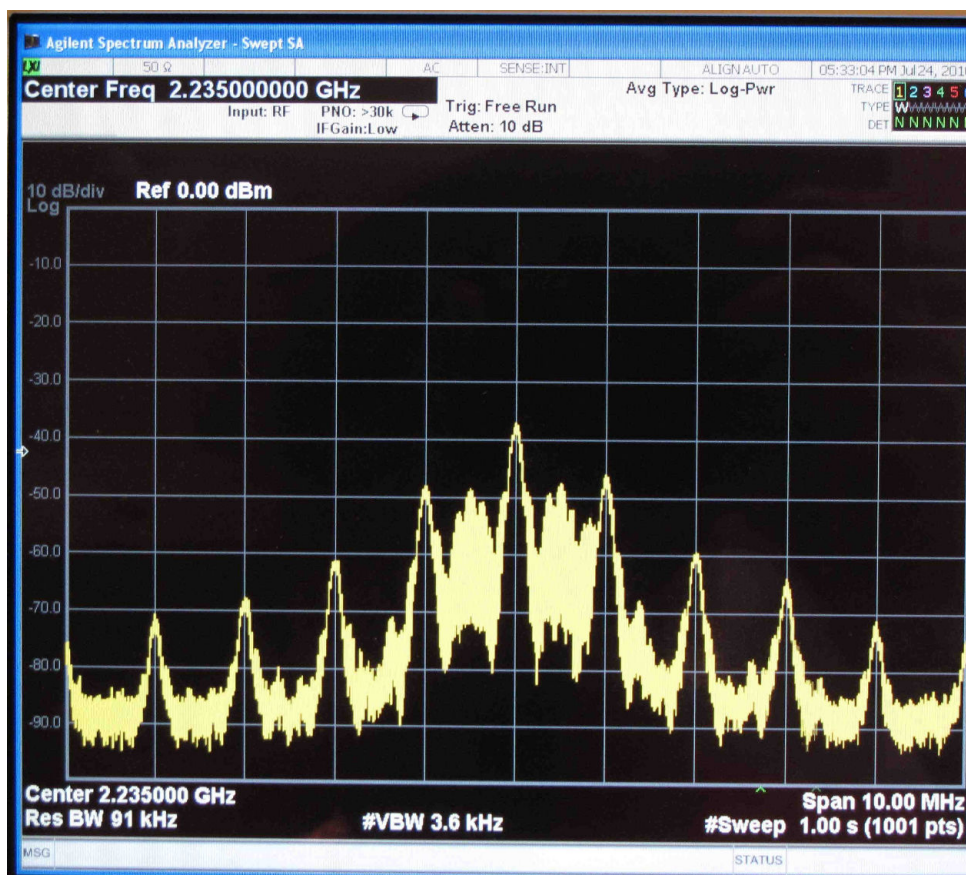 Agilent Spectrum Analyzer - Swept SA
LXI 50 Ω AC SENSE:INT ALIGN AUTO 05:33:04 PM Jul 24, 201
Center Freq 2.235000000 GHz
Input: RF PNO: >30k Trig: Free Run Avg Type: Log-Pwr TRACE 1 2 3 4 5
IFGain:Low Atten: 10 dB TYPE W
DET N N N N N
10 dB/div Ref 0.00 dBm
Log
-10.0
-20.0
-30.0
-40.0
-50.0
-60.0
-70.0
-80.0
-90.0
Center 2.235000 GHz Span 10.00 MHz
Res BW 91 kHz #VBW 3.6 kHz #Sweep 1.00 s (1001 pts)
MSG STATUS